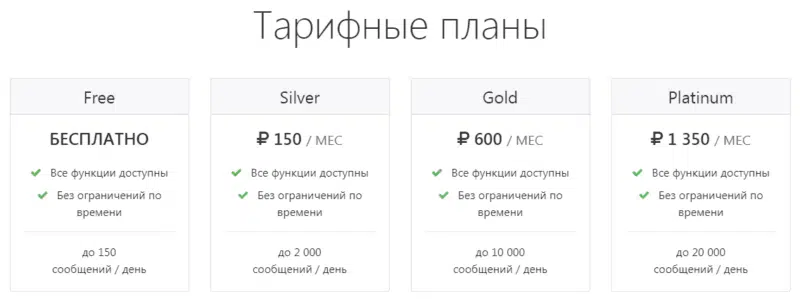 Тарифные планы
Free
БЕСПЛАТНО
Все функции доступны
Без ограничений по
времени
до 150
сообщений / день
Silver
₽ 150 / МЕС
Все функции доступны
Без ограничений по
времени
до 2 000
сообщений / день
Gold
₽ 600 / МЕС
Все функции доступны
Без ограничений по
времени
до 10 000
сообщений / день
Platinum
₽ 1 350 / МЕС
Все функции доступны
Без ограничений по
времени
до 20 000
сообщений / день